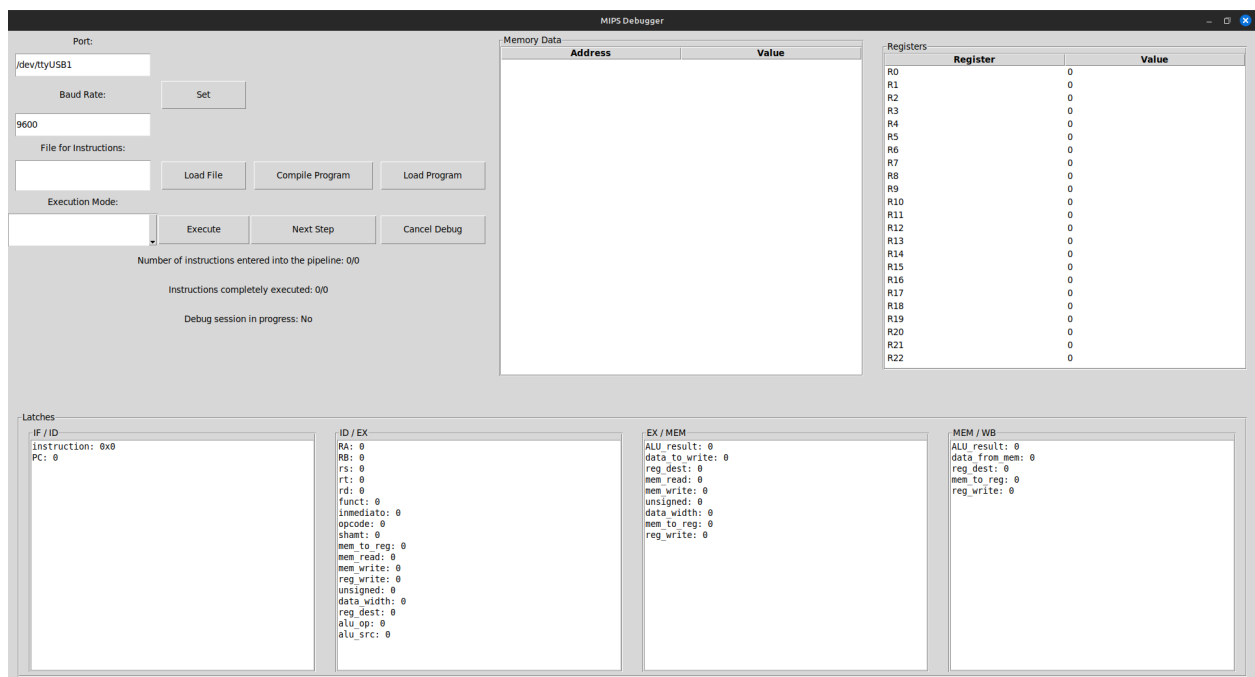 MIPS Debugger
Port:
/dev/ttyUSB1
Baud Rate:
Set
9600
File for Instructions:
Load File
Compile Program
Load Program
Execution Mode:
Execute
Next Step
Cancel Debug
Number of instructions entered into the pipeline: 0/0
Instructions completely executed: 0/0
Debug session in progress: No
Memory Data
Address Value
Registers
Register Value
R0 0
R1 0
R2 0
R3 0
R4 0
R5 0
R6 0
R7 0
R8 0
R9 0
R10 0
R11 0
R12 0
R13 0
R14 0
R15 0
R16 0
R17 0
R18 0
R19 0
R20 0
R21 0
R22 0
Latches
IF / ID
instruction: 0x0
PC: 0
ID / EX
RA: 0
RB: 0
rs: 0
rt: 0
rd: 0
funct: 0
inmediato: 0
opcode: 0
shamt: 0
mem_to_reg: 0
mem_read: 0
mem_write: 0
reg_write: 0
unsigned: 0
data_width: 0
reg_dest: 0
alu_op: 0
alu_src: 0
EX / MEM
ALU_result: 0
data_to_write: 0
reg_dest: 0
mem_read: 0
mem_write: 0
unsigned: 0
data_width: 0
mem_to_reg: 0
reg_write: 0
MEM / WB
ALU_result: 0
data_from_mem: 0
reg_dest: 0
mem_to_reg: 0
reg_write: 0